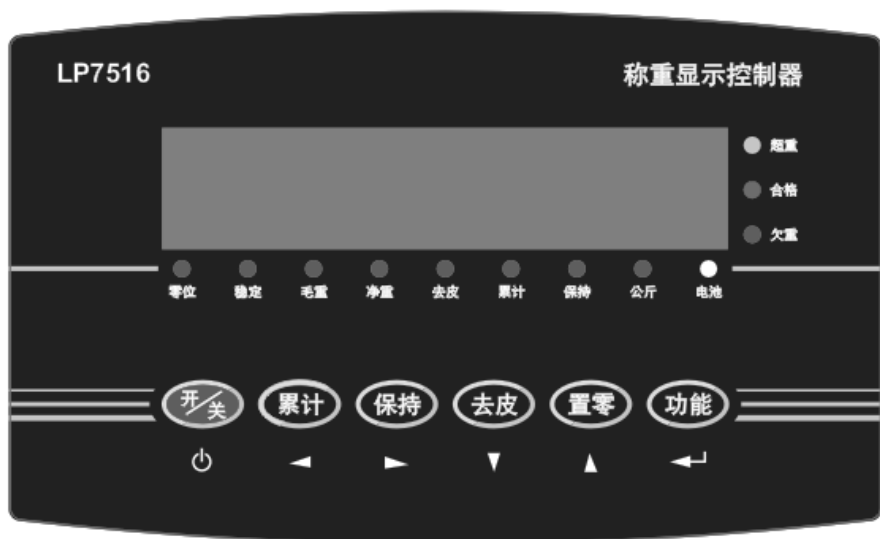 LP7516 称重显示控制器
超重
合格
欠重
零位 稳定 毛重 净重 去皮 累计 保持 公斤 电池
开/关 累计 保持 去皮 置零 功能